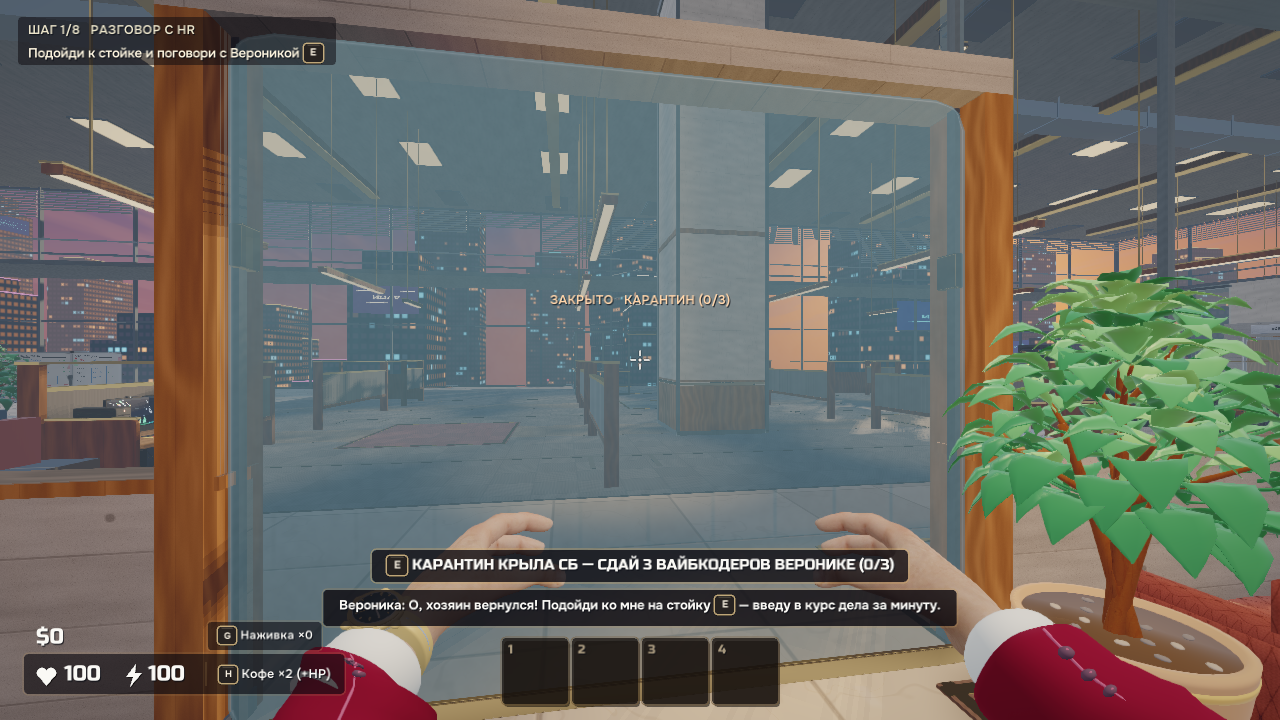 ШАГ 1/8 РАЗГОВОР С HR
Подойди к стойке и поговори с Вероникой E
ЗАКРЫТО КАРАНТИН (0/3)
E КАРАНТИН КРЫЛА СБ — СДАЙ 3 ВАЙБКОДЕРОВ ВЕРОНИКЕ (0/3)
Вероника: О, хозяин вернулся! Подойди ко мне на стойку E — введу в курс дела за минуту.
$0
G Наживка ×0
100 100
H Кофе ×2 (+HP)
1 2 3 4